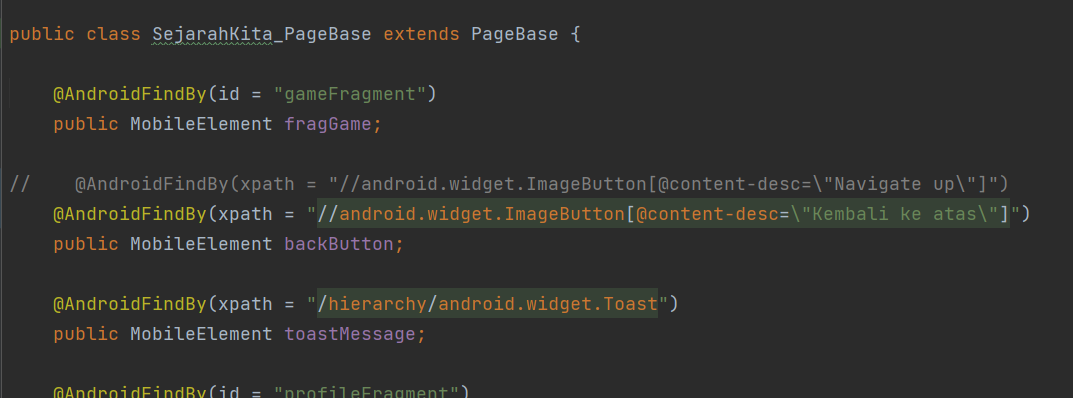 public class SejarahKita_PageBase extends PageBase {
@AndroidFindBy(id = "gameFragment")
public MobileElement fragGame;
//    @AndroidFindBy(xpath = "//android.widget.ImageButton[@content-desc=\"Navigate up\"]")
@AndroidFindBy(xpath = "//android.widget.ImageButton[@content-desc=\"Kembali ke atas\"]")
public MobileElement backButton;
@AndroidFindBy(xpath = "/hierarchy/android.widget.Toast")
public MobileElement toastMessage;
@AndroidFindBy(id = "profileFragment")